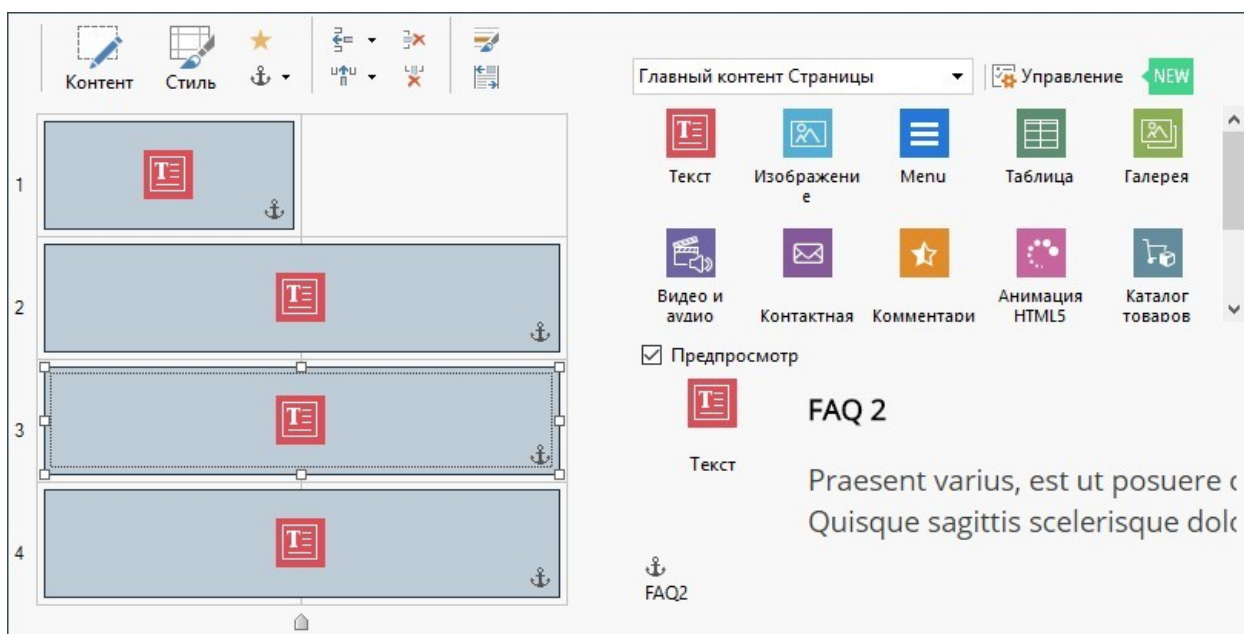 Контент
Стиль
Главный контент Страницы
Управление
NEW
Текст
Изображени
е
Menu
Таблица
Галерея
Видео и
аудио
Контактная
Комментари
Анимация
HTML5
Каталог
товаров
1
2
3
4
Предпросмотр
Текст
FAQ 2
Praesent varius, est ut posuere
Quisque sagittis scelerisque dolo
FAQ2